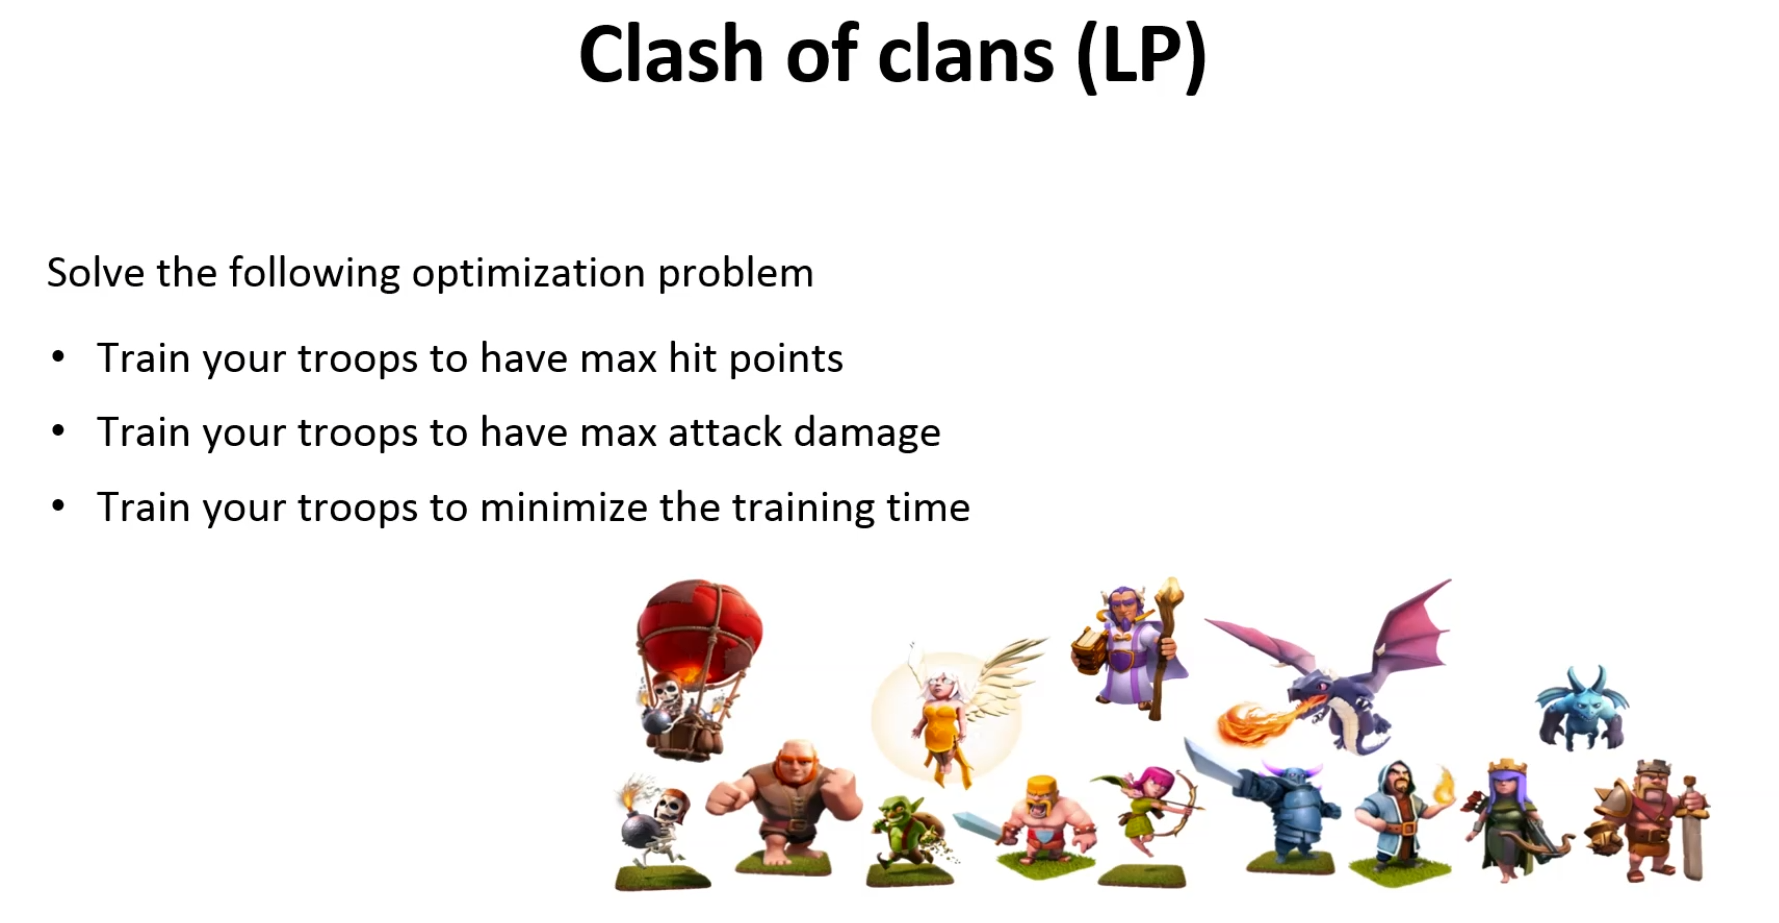 Clash of clans (LP)
Solve the following optimization problem
• Train your troops to have max hit points
• Train your troops to have max attack damage
• Train your troops to minimize the training time